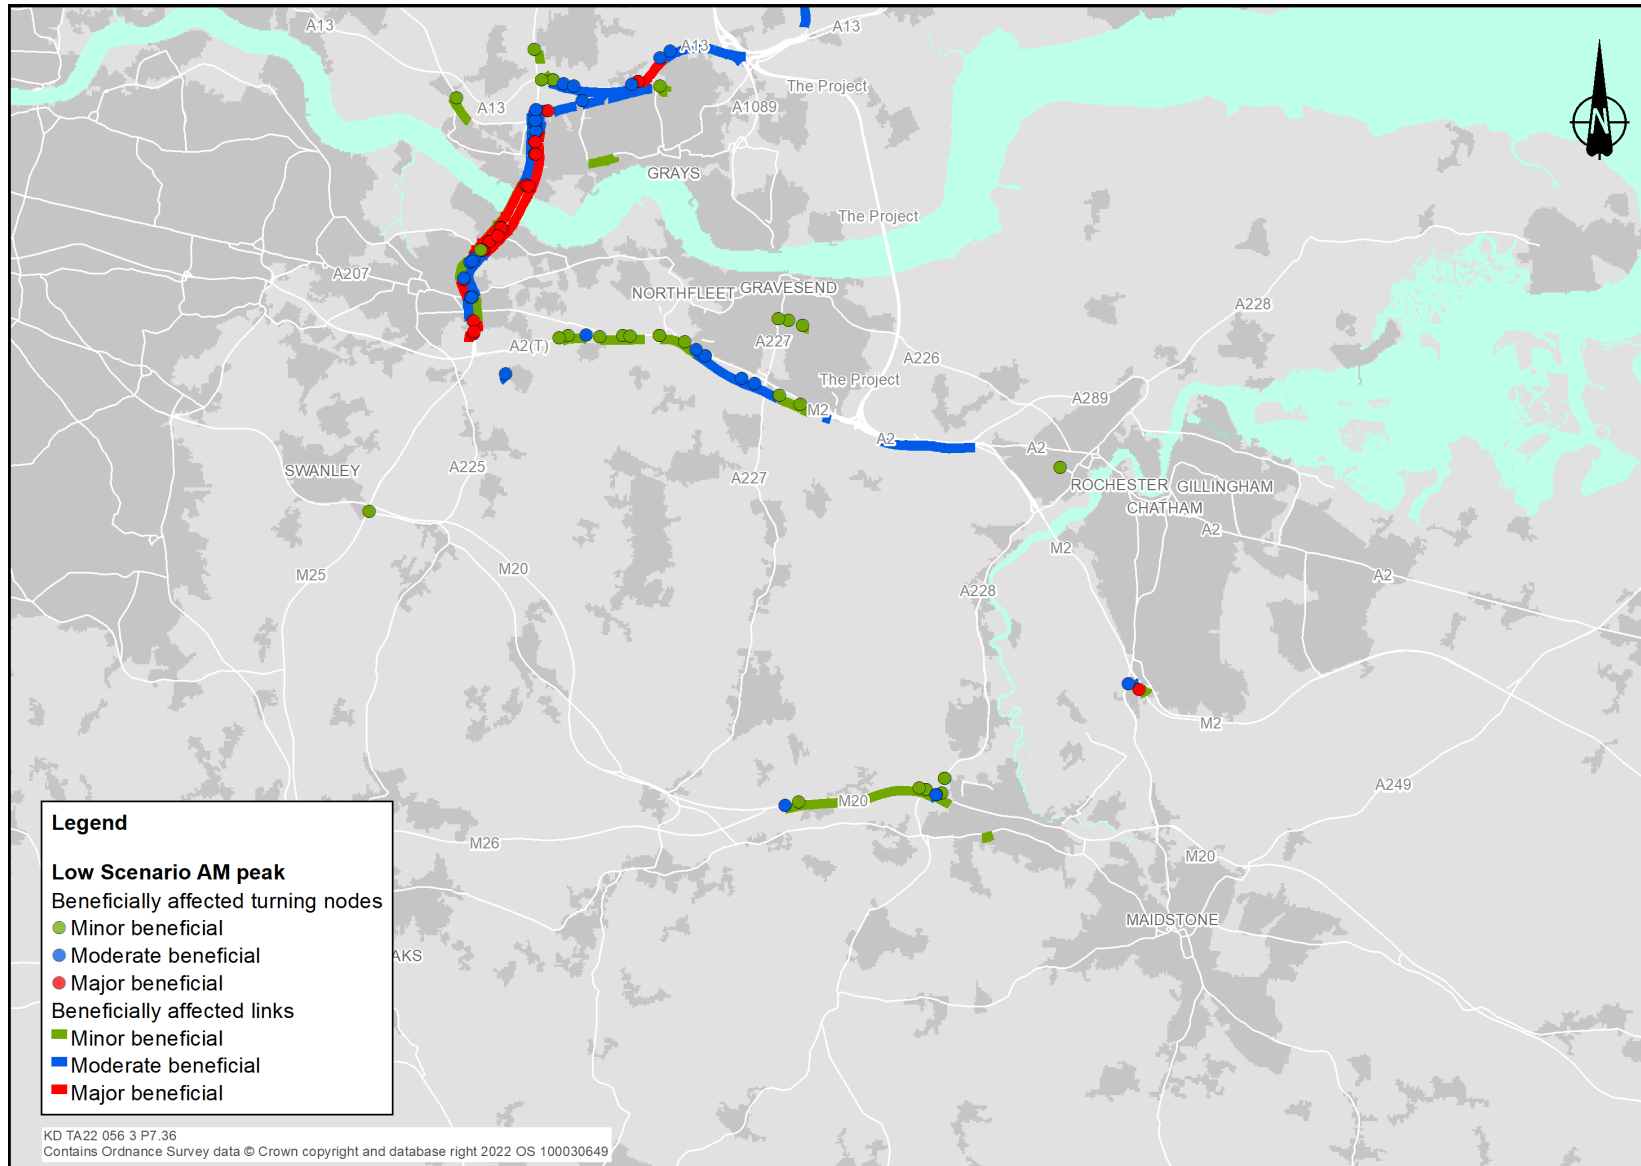 A13
A13
A13
The Project
A13
A1089
N
GRAYS
The Project
A207
NORTHFLEET
GRAVESEND
A228
A2(T)
A227
A226
The Project
A289
M2
A2
A2
SWANLEY
A225
A227
ROCHESTER
GILLINGHAM
CHATHAM
A2
M2
M25
M20
A228
A2
M2
A249
M20
M26
M20
MAIDSTONE
AKS
Legend
Low Scenario AM peak
Beneficially affected turning nodes
Minor beneficial
Moderate beneficial
Major beneficial
Beneficially affected links
Minor beneficial
Moderate beneficial
Major beneficial
KD TA22 056 3 P7.36
Contains Ordnance Survey data © Crown copyright and database right 2022 OS 100030649